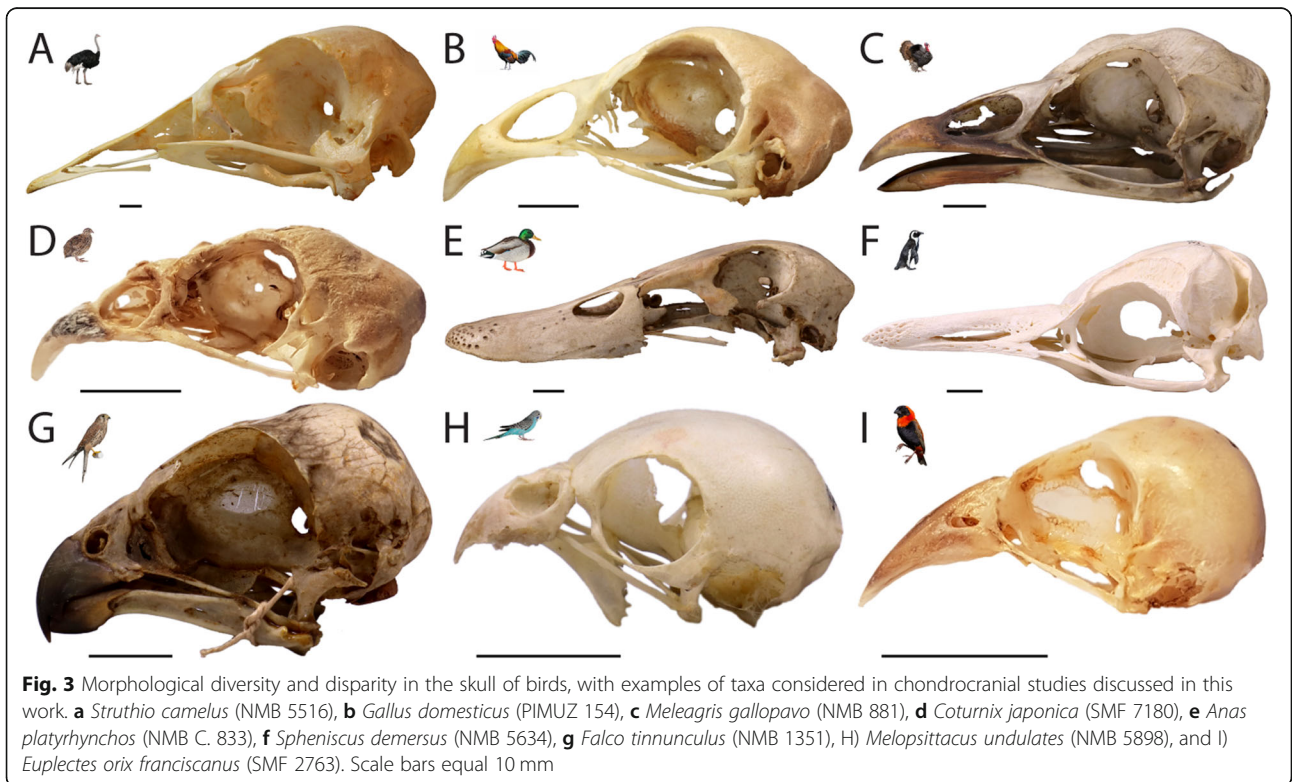 A
B
C
D
E
F
G
H
I
Fig. 3 Morphological diversity and disparity in the skull of birds, with examples of taxa considered in chondrocranial studies discussed in this
work. a Struthio camelus (NMB 5516), b Gallus domesticus (PIMUZ 154), c Meleagris gallopavo (NMB 881), d Coturnix japonica (SMF 7180), e Anas
platyrhynchos (NMB C. 833), f Spheniscus demersus (NMB 5634), g Falco tinnunculus (NMB 1351), H) Melopsittacus undulates (NMB 5898), and I)
Euplectes orix franciscanus (SMF 2763). Scale bars equal 10 mm